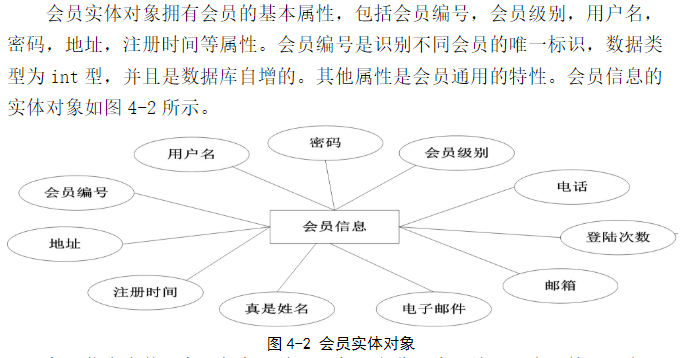 会员实体对象拥有会员的基本属性，包括会员编号，会员级别，用户名，
密码，地址，注册时间等属性。会员编号是识别不同会员的唯一标识，数据类
型为 int 型，并且是数据库自增的。其他属性是会员通用的特性。会员信息的
实体对象如图 4-2 所示。
密码
用户名
会员级别
会员编号
电话
会员信息
登陆次数
地址
邮箱
注册时间
真是姓名
电子邮件
图 4-2 会员实体对象